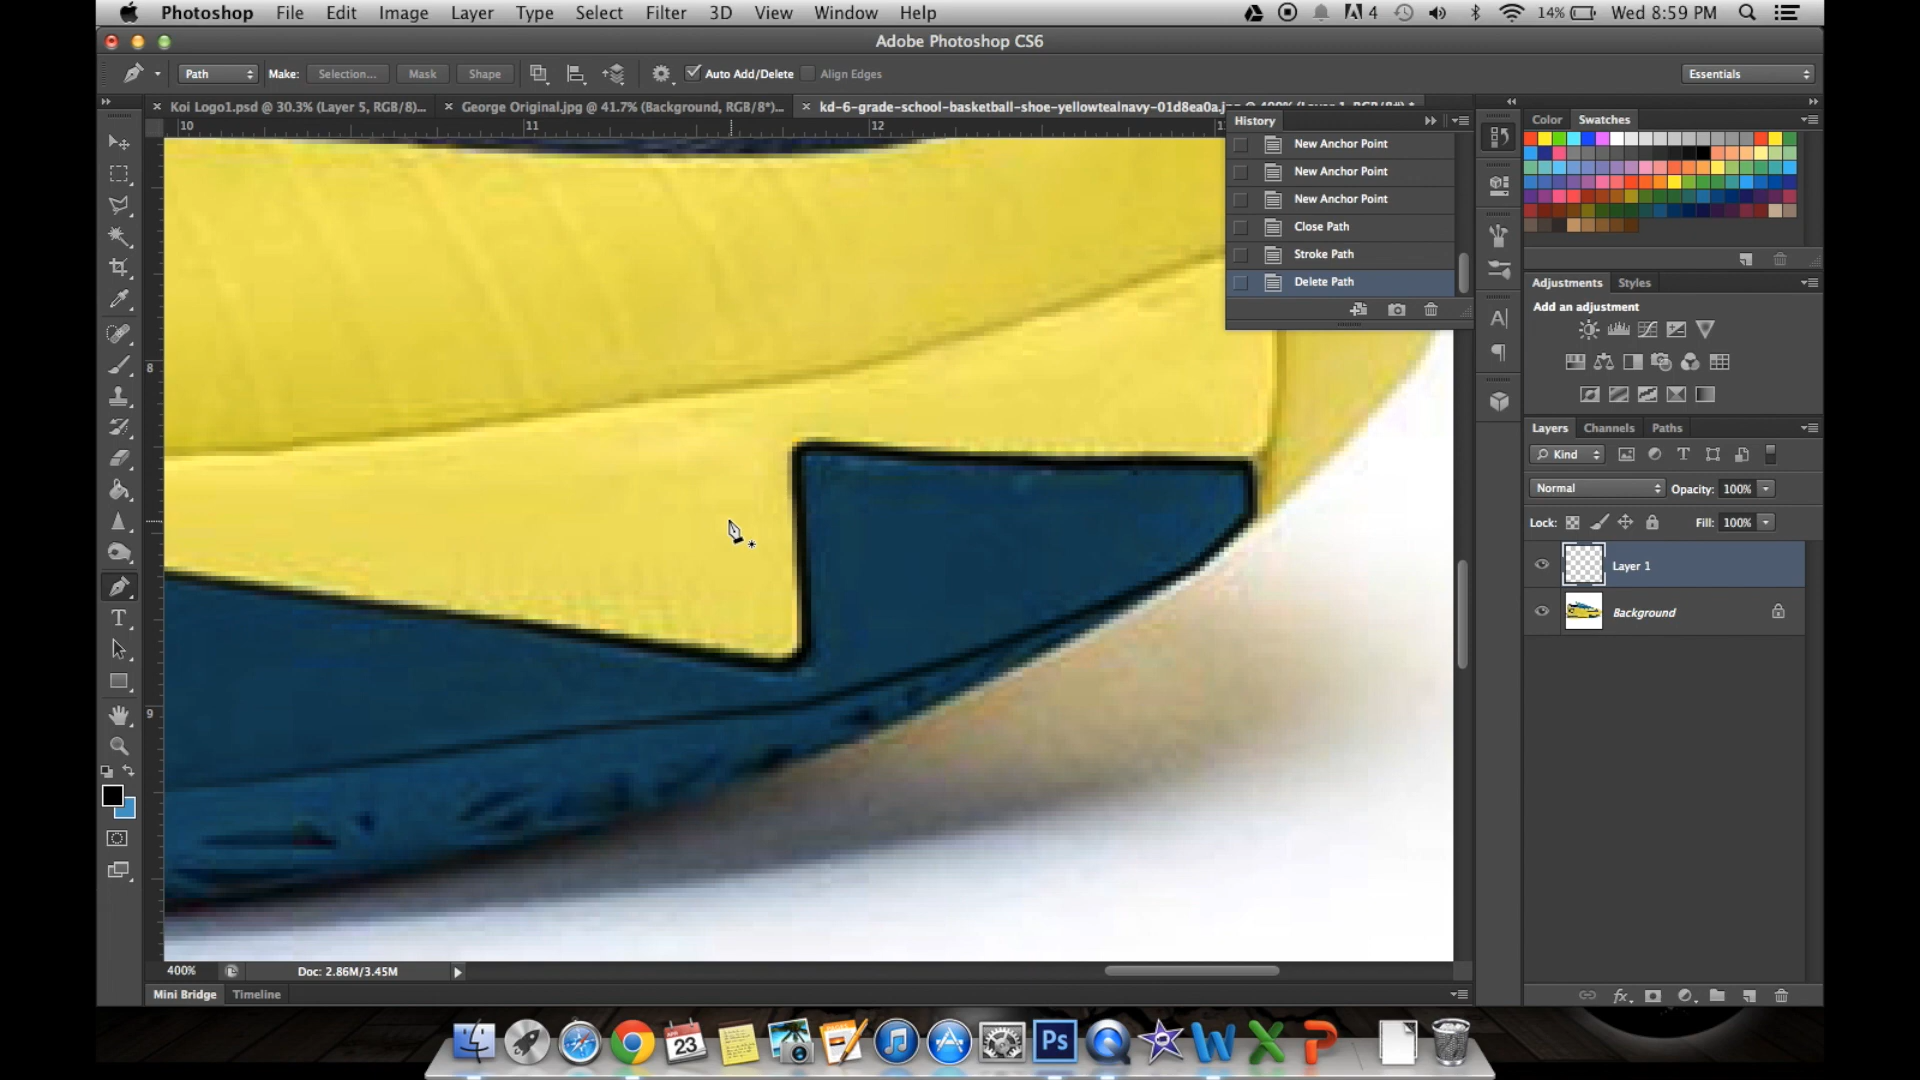 Photoshop File Edit Image Layer Type Select Filter 3D View Window Help 4 14% Wed 8:59 PM
Adobe Photoshop CS6
Path Make: Selection... Mask Shape Auto Add/Delete Align Edges Essentials
Koi Logo1.psd @ 30.3% (Layer 5, RGB/8)... George Original.jpg @ 41.7% (Background, RGB/8*)... kd-6-grade-school-basketball-shoe-yellowtealnavy-01d8ea0a.jpg @ 400% (Layer 1, RGB/8*) *
10 11 12
8
9
History
New Anchor Point
New Anchor Point
New Anchor Point
Close Path
Stroke Path
Delete Path
Color Swatches
Adjustments Styles
Add an adjustment
Layers Channels Paths
Kind
Normal Opacity: 100%
Lock: Fill: 100%
Layer 1
Background
400% Doc: 2.86M/3.45M
Mini Bridge Timeline
23
Ps